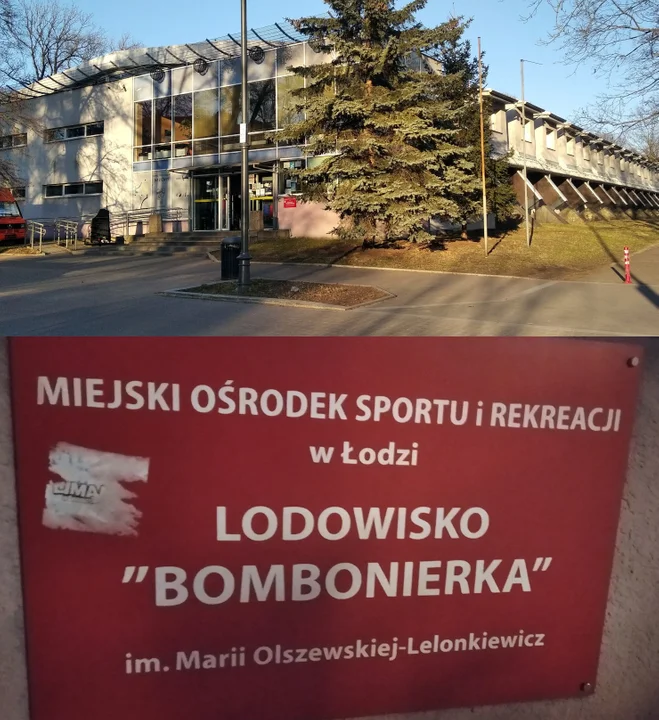 MIEJSKI OŚRODEK SPORTU i REKREACJI
w Łodzi
LODOWISKO
"BOMBONIERKA"
im. Marii Olszewskiej-Lelonkiewicz